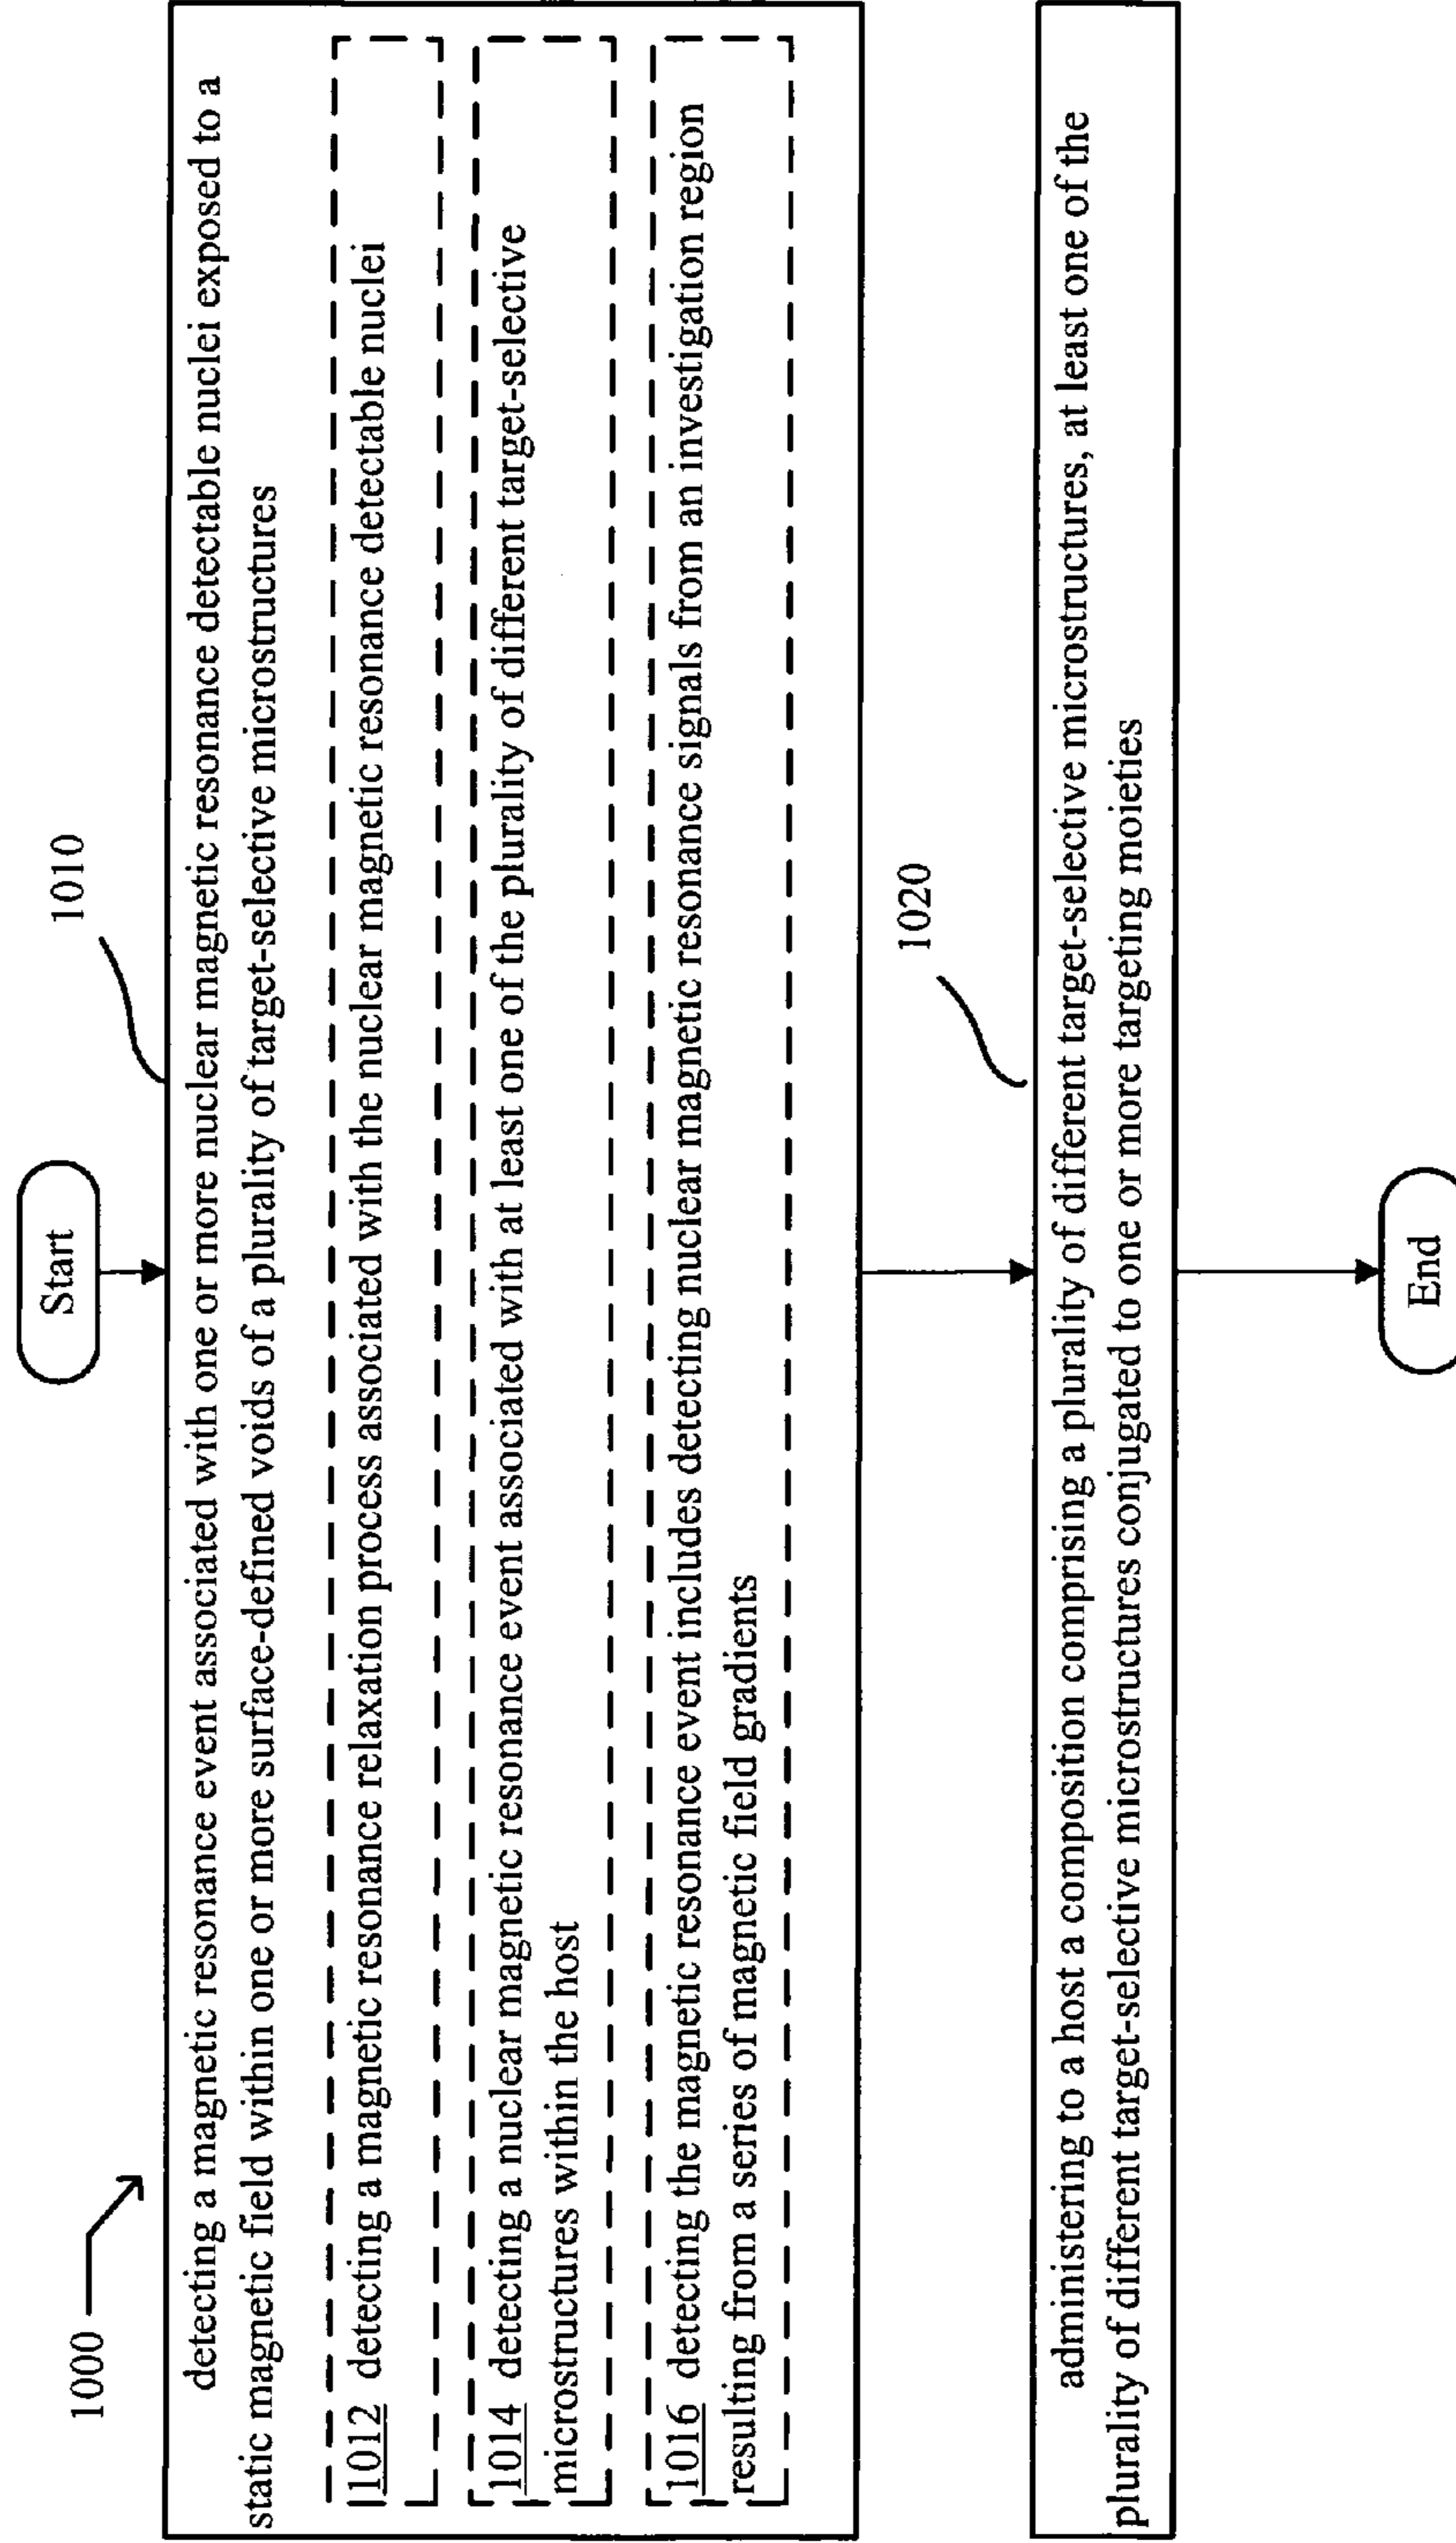 1000
Start
1010
detecting a magnetic resonance event associated with one or more nuclear magnetic resonance detectable nuclei exposed to a
static magnetic field within one or more surface-defined voids of a plurality of target-selective microstructures
1012 detecting a magnetic resonance relaxation process associated with the nuclear magnetic resonance detectable nuclei
1014 detecting a nuclear magnetic resonance event associated with at least one of the plurality of different target-selective
microstructures within the host
1016 detecting the magnetic resonance event includes detecting nuclear magnetic resonance signals from an investigation region
resulting from a series of magnetic field gradients
1020
administering to a host a composition comprising a plurality of different target-selective microstructures, at least one of the
plurality of different target-selective microstructures conjugated to one or more targeting moieties
End